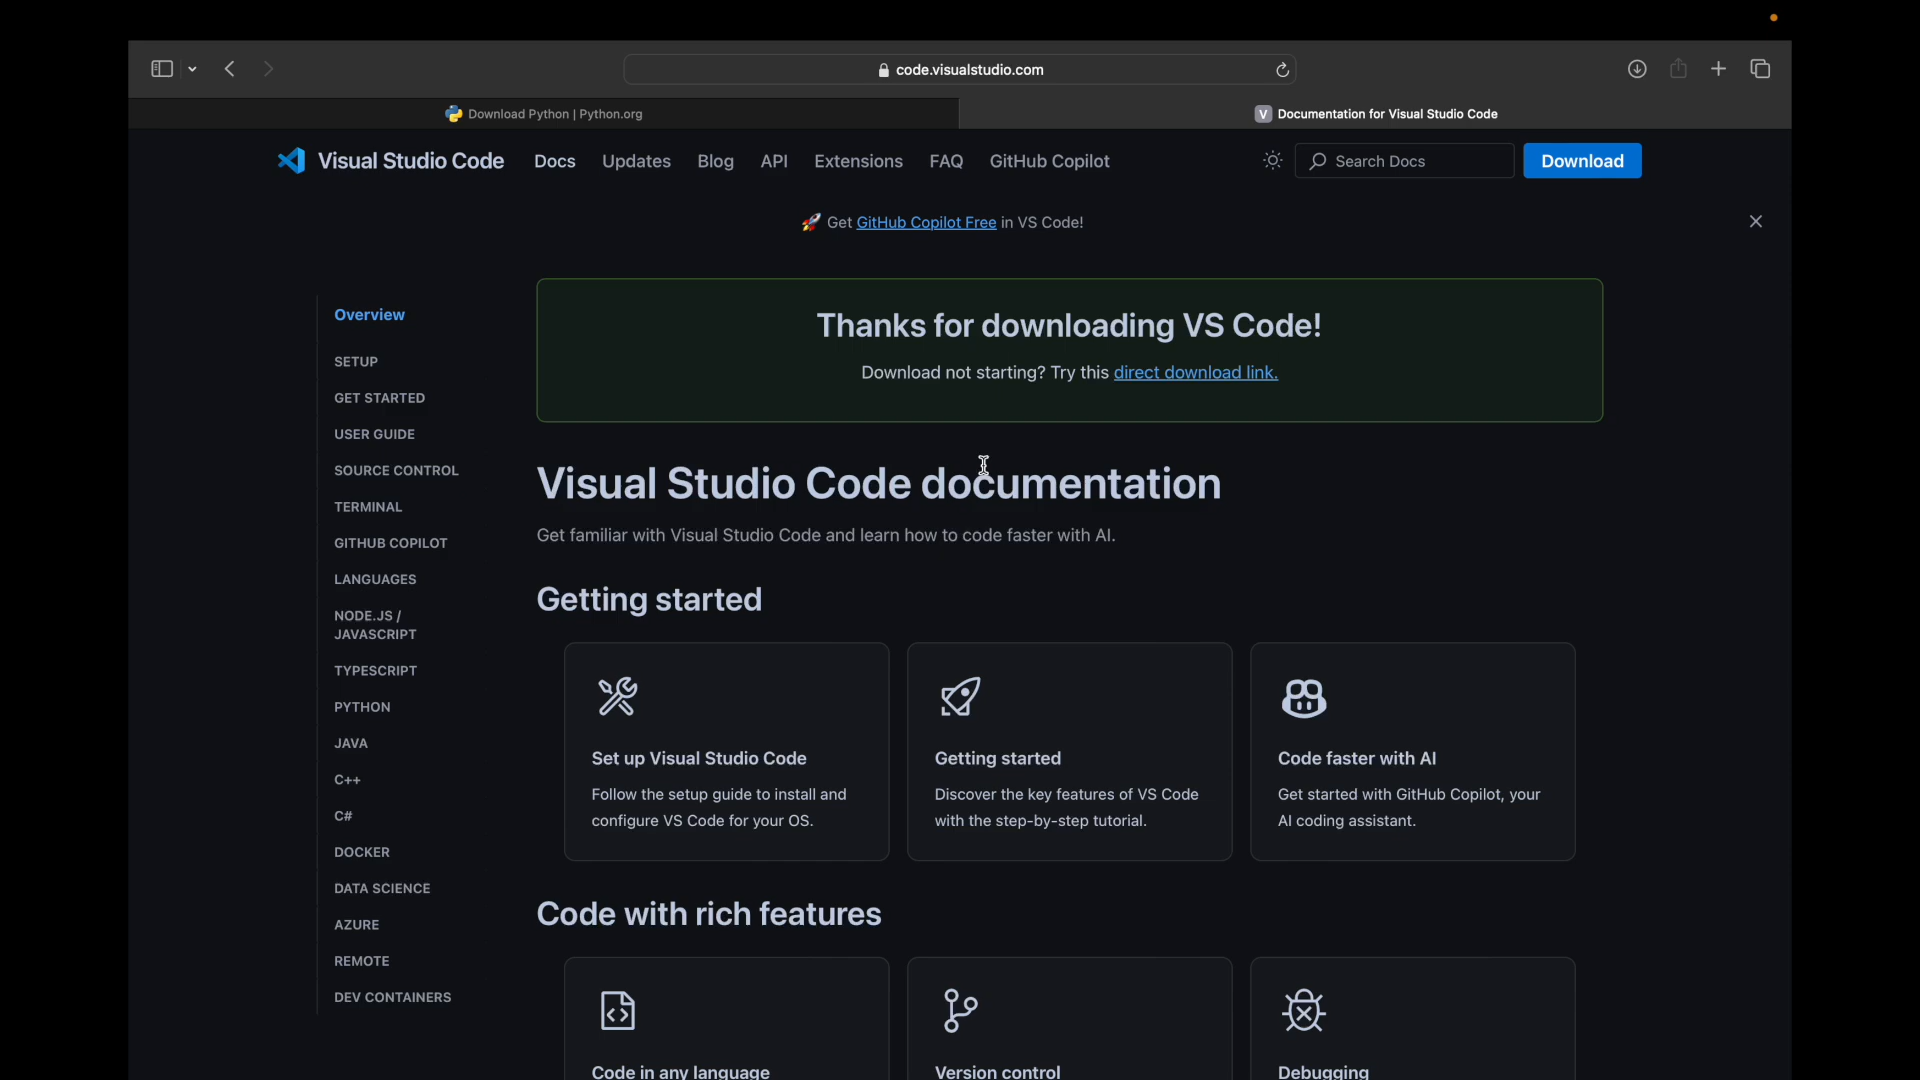 code.visualstudio.com
Download Python | Python.org
V Documentation for Visual Studio Code
Visual Studio Code Docs Updates Blog API Extensions FAQ GitHub Copilot Search Docs Download
🚀 Get GitHub Copilot Free in VS Code!
Overview
SETUP
GET STARTED
USER GUIDE
SOURCE CONTROL
TERMINAL
GITHUB COPILOT
LANGUAGES
NODE.JS /
JAVASCRIPT
TYPESCRIPT
PYTHON
JAVA
C++
C#
DOCKER
DATA SCIENCE
AZURE
REMOTE
DEV CONTAINERS
Thanks for downloading VS Code!
Download not starting? Try this direct download link.
Visual Studio Code documentation
Get familiar with Visual Studio Code and learn how to code faster with AI.
Getting started
Set up Visual Studio Code
Follow the setup guide to install and
configure VS Code for your OS.
Getting started
Discover the key features of VS Code
with the step-by-step tutorial.
Code faster with AI
Get started with GitHub Copilot, your
AI coding assistant.
Code with rich features
Code in any language
Version control
Debugging